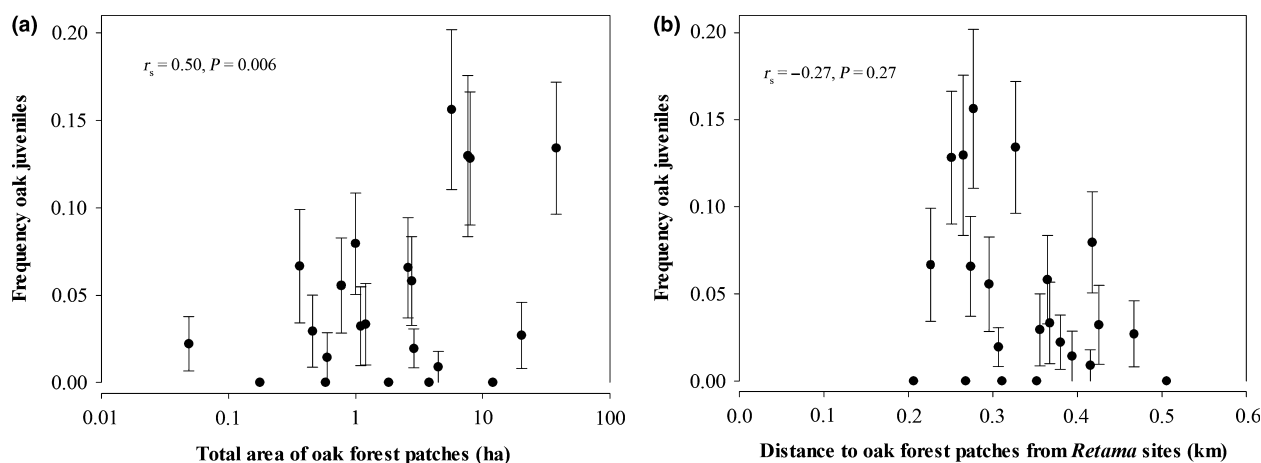 (a)
0.20
0.15
0.10
0.05
0.00
Frequency oak juveniles
rs = 0.50, P = 0.006
0.01 0.1 1 10 100
Total area of oak forest patches (ha)
(b)
0.20
0.15
0.10
0.05
0.00
Frequency oak juveniles
rs = −0.27, P = 0.27
0.0 0.1 0.2 0.3 0.4 0.5 0.6
Distance to oak forest patches from Retama sites (km)